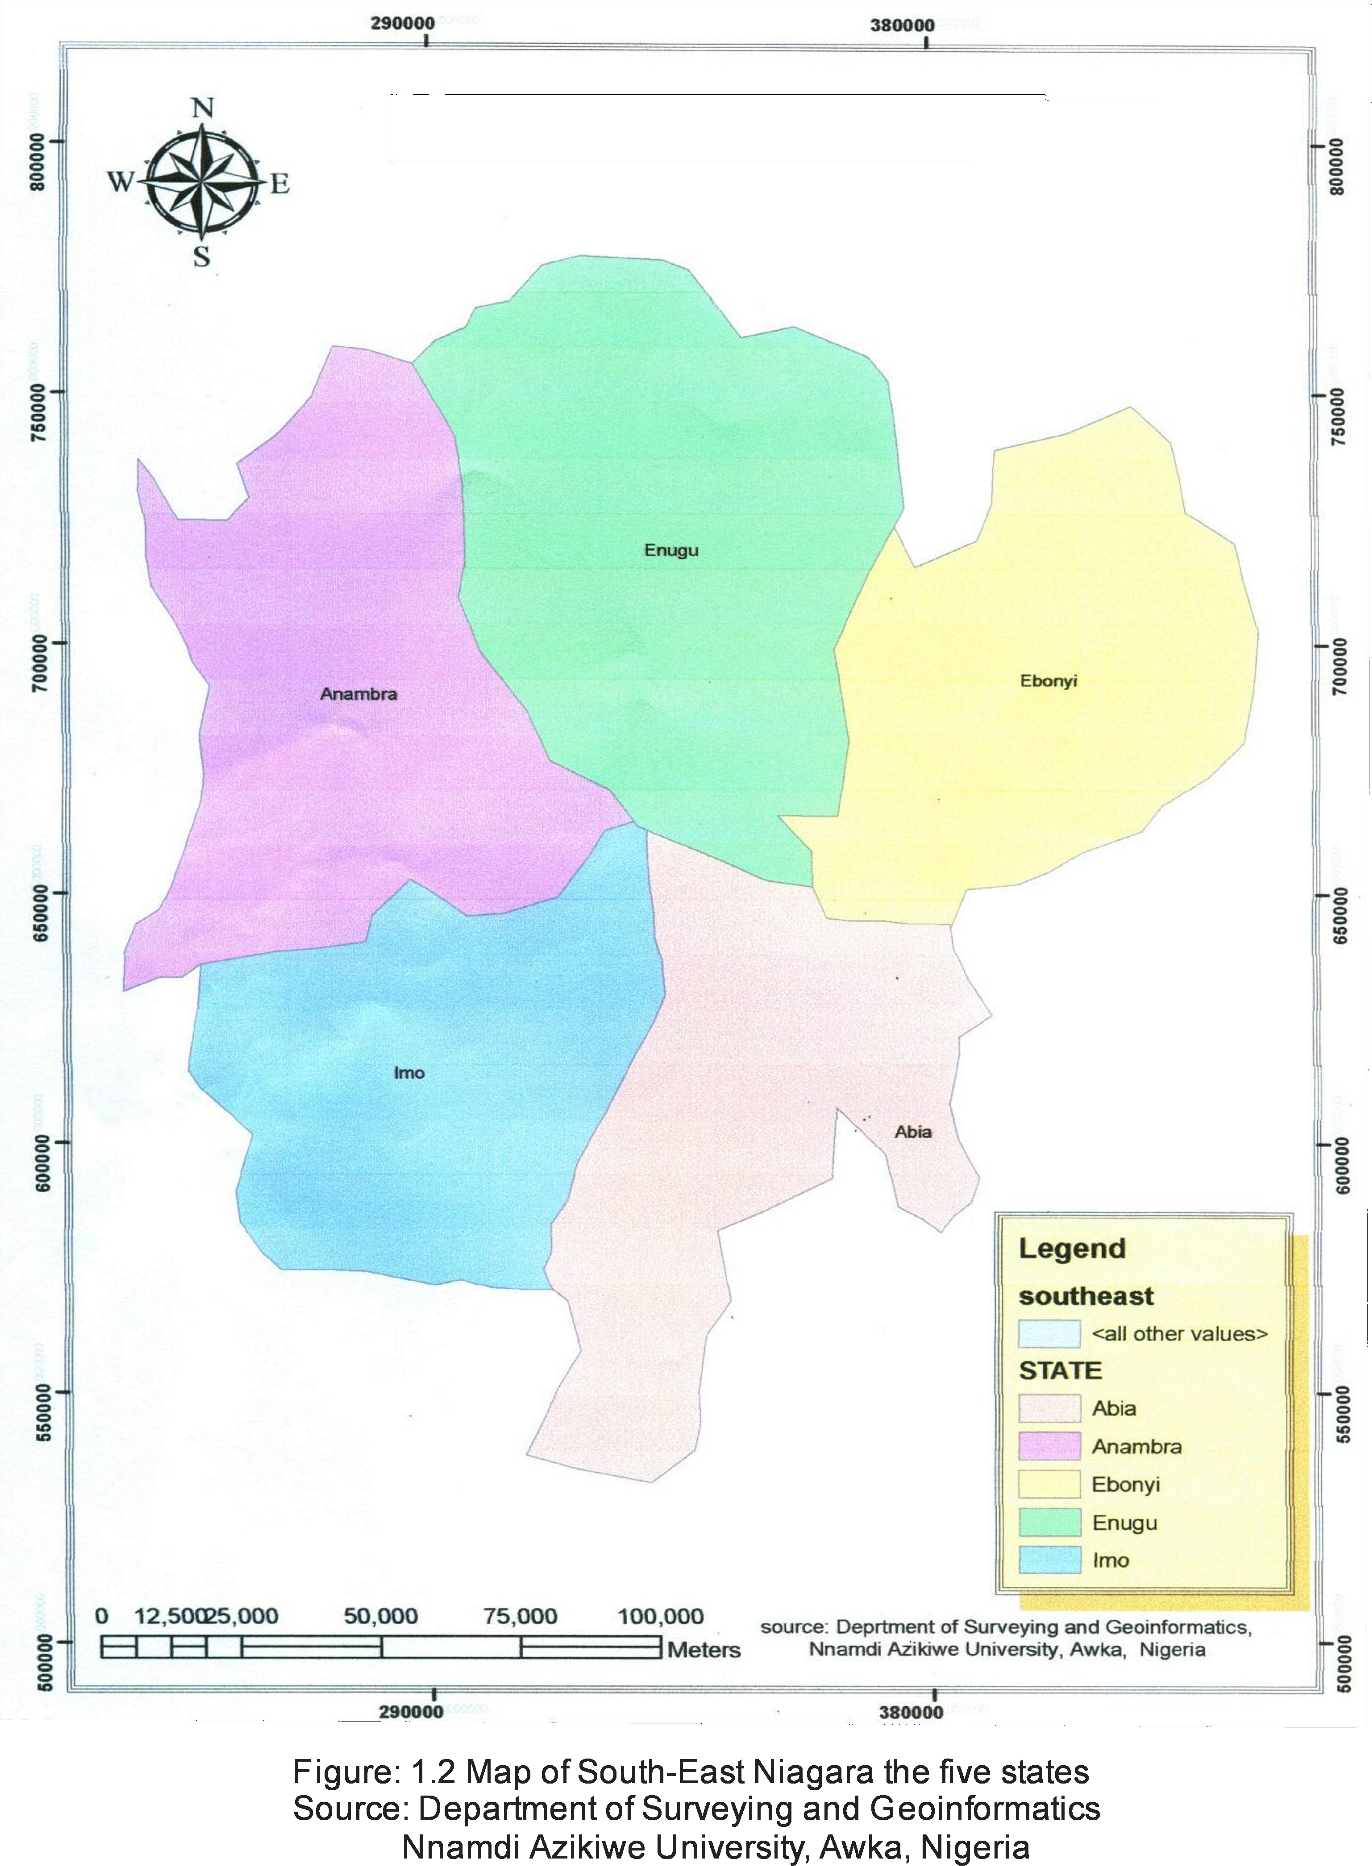 290000
380000
N
W
E
S
800000
800000
750000
750000
700000
700000
650000
650000
600000
600000
550000
550000
500000
500000
Enugu
Anambra
Ebonyi
Imo
Abia
Legend
southeast
<all other values>
STATE
Abia
Anambra
Ebonyi
Enugu
Imo
0 12,500 25,000 50,000 75,000 100,000
Meters
source: Deprtment of Surveying and Geoinformatics,
Nnamdi Azikiwe University, Awka, Nigeria
290000
380000
Figure: 1.2 Map of South-East Niagara the five states
Source: Department of Surveying and Geoinformatics
Nnamdi Azikiwe University, Awka, Nigeria